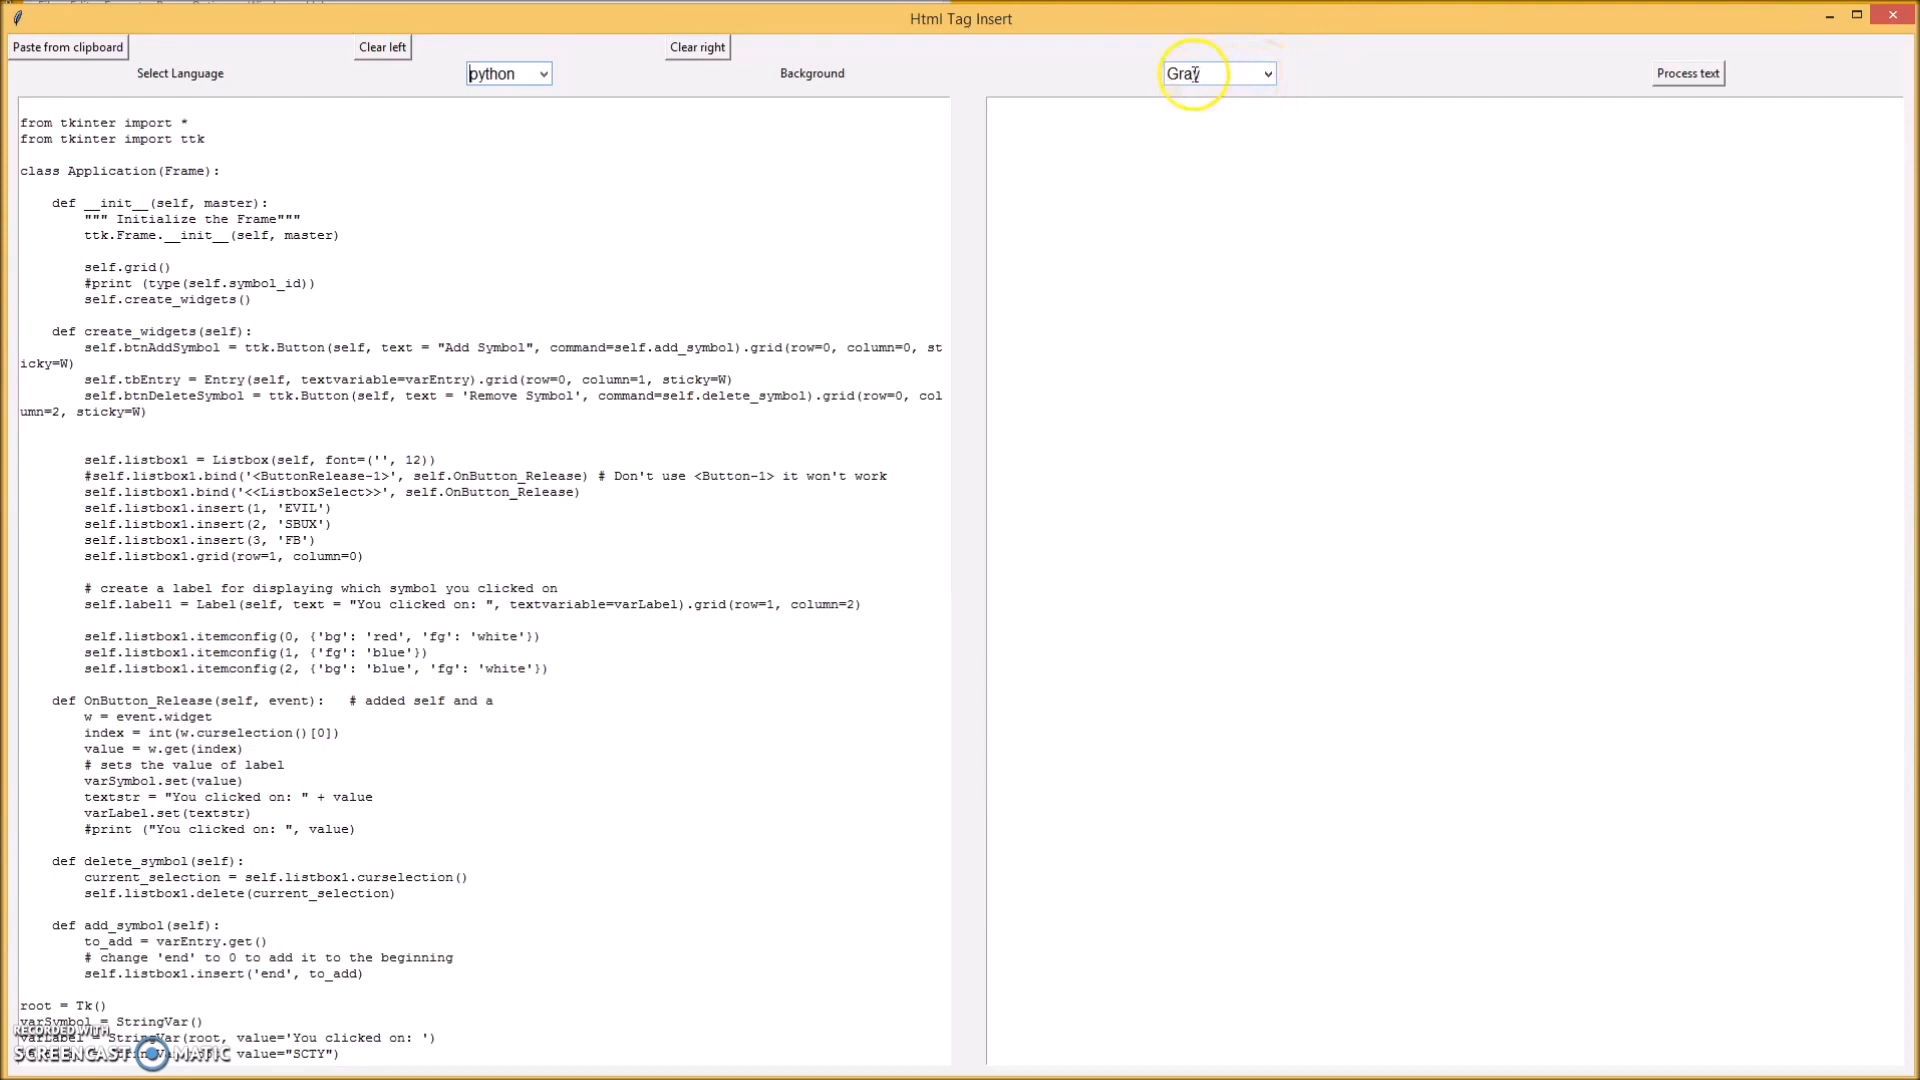 Html Tag Insert
Paste from clipboard Clear left Clear right
Select Language python Background Gray Process text
from tkinter import *
from tkinter import ttk
class Application(Frame):
def __init__(self, master):
""" Initialize the Frame"""
ttk.Frame.__init__(self, master)
self.grid()
#print (type(self.symbol_id))
self.create_widgets()
def create_widgets(self):
self.btnAddSymbol = ttk.Button(self, text = "Add Symbol", command=self.add_symbol).grid(row=0, column=0, st
icky=W)
self.tbEntry = Entry(self, textvariable=varEntry).grid(row=0, column=1, sticky=W)
self.btnDeleteSymbol = ttk.Button(self, text = 'Remove Symbol', command=self.delete_symbol).grid(row=0, col
umn=2, sticky=W)
self.listbox1 = Listbox(self, font=('', 12))
#self.listbox1.bind('<ButtonRelease-1>', self.OnButton_Release) # Don't use <Button-1> it won't work
self.listbox1.bind('<<ListboxSelect>>', self.OnButton_Release)
self.listbox1.insert(1, 'EVIL')
self.listbox1.insert(2, 'SBUX')
self.listbox1.insert(3, 'FB')
self.listbox1.grid(row=1, column=0)
# create a label for displaying which symbol you clicked on
self.label1 = Label(self, text = "You clicked on: ", textvariable=varLabel).grid(row=1, column=2)
self.listbox1.itemconfig(0, {'bg': 'red', 'fg': 'white'})
self.listbox1.itemconfig(1, {'fg': 'blue'})
self.listbox1.itemconfig(2, {'bg': 'blue', 'fg': 'white'})
def OnButton_Release(self, event): # added self and a
w = event.widget
index = int(w.curselection()[0])
value = w.get(index)
# sets the value of label
varSymbol.set(value)
textstr = "You clicked on: " + value
varLabel.set(textstr)
#print ("You clicked on: ", value)
def delete_symbol(self):
current_selection = self.listbox1.curselection()
self.listbox1.delete(current_selection)
def add_symbol(self):
to_add = varEntry.get()
# change 'end' to 0 to add it to the beginning
self.listbox1.insert('end', to_add)
root = Tk()
varSymbol = StringVar()
RECORDED WITH
varLabel = StringVar(root, value='You clicked on: ')
value="SCTY")
SCREENCAST MATIC